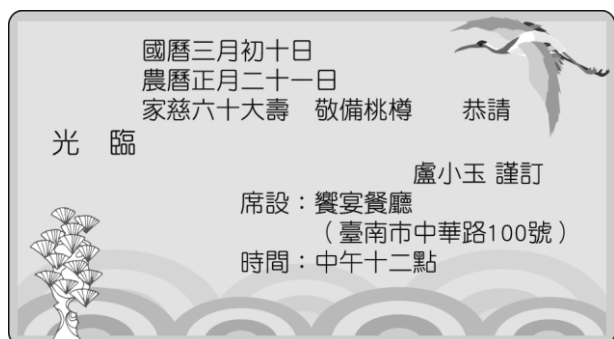 國曆三月初十日
農曆正月二十一日
家慈六十大壽　敬備桃樽　　恭請
光　臨
盧小玉 謹訂
席設：饗宴餐廳
（臺南市中華路100號）
時間：中午十二點